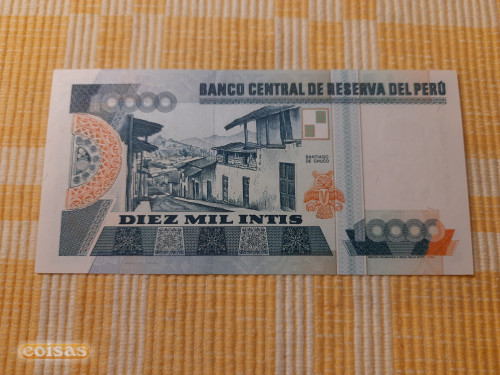 10000
BANCO CENTRAL DE RESERVA DEL PERÚ
SANTIAGO
DE CHUCO
DIEZ MIL INTIS
10000
coisas